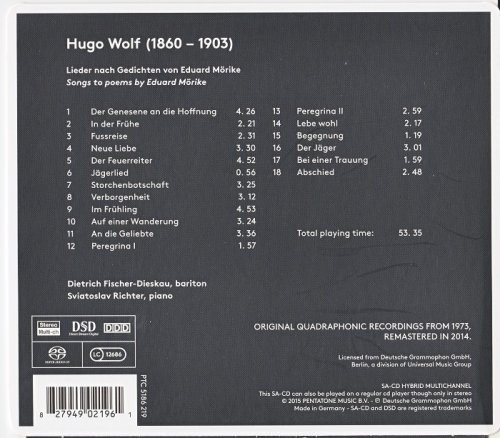 Hugo Wolf (1860 – 1903)
Lieder nach Gedichten von Eduard Mörike
Songs to poems by Eduard Mörike
1 Der Genesene an die Hoffnung 4. 26
2 In der Frühe 2. 21
3 Fussreise 2. 31
4 Neue Liebe 3. 30
5 Der Feuerreiter 4. 52
6 Jägerlied 0. 56
7 Storchenbotschaft 3. 25
8 Verborgenheit 3. 12
9 Im Frühling 4. 53
10 Auf einer Wanderung 3. 24
11 An die Geliebte 3. 36
12 Peregrina I 1. 57
13 Peregrina II 2. 59
14 Lebe wohl 2. 17
15 Begegnung 1. 19
16 Der Jäger 3. 01
17 Bei einer Trauung 1. 59
18 Abschied 2. 48
Total playing time: 53. 35
Dietrich Fischer-Dieskau, bariton
Sviatoslav Richter, piano
Stereo
Multi-ch
DSD
Direct Stream Digital
DDD
SUPER AUDIO CD
LC 12686
ORIGINAL QUADRAPHONIC RECORDINGS FROM 1973,
REMASTERED IN 2014.
Licensed from Deutsche Grammophon GmbH,
Berlin, a division of Universal Music Group
PTC 5186 219
8 27949 02196 1
SA-CD HYBRID MULTICHANNEL
This SA-CD can also be played on a regular cd player though only in stereo
© 2015 PENTATONE MUSIC B.V. - ℗ Deutsche Grammophon GmbH
Made in Germany - SA-CD and DSD are registered trademarks